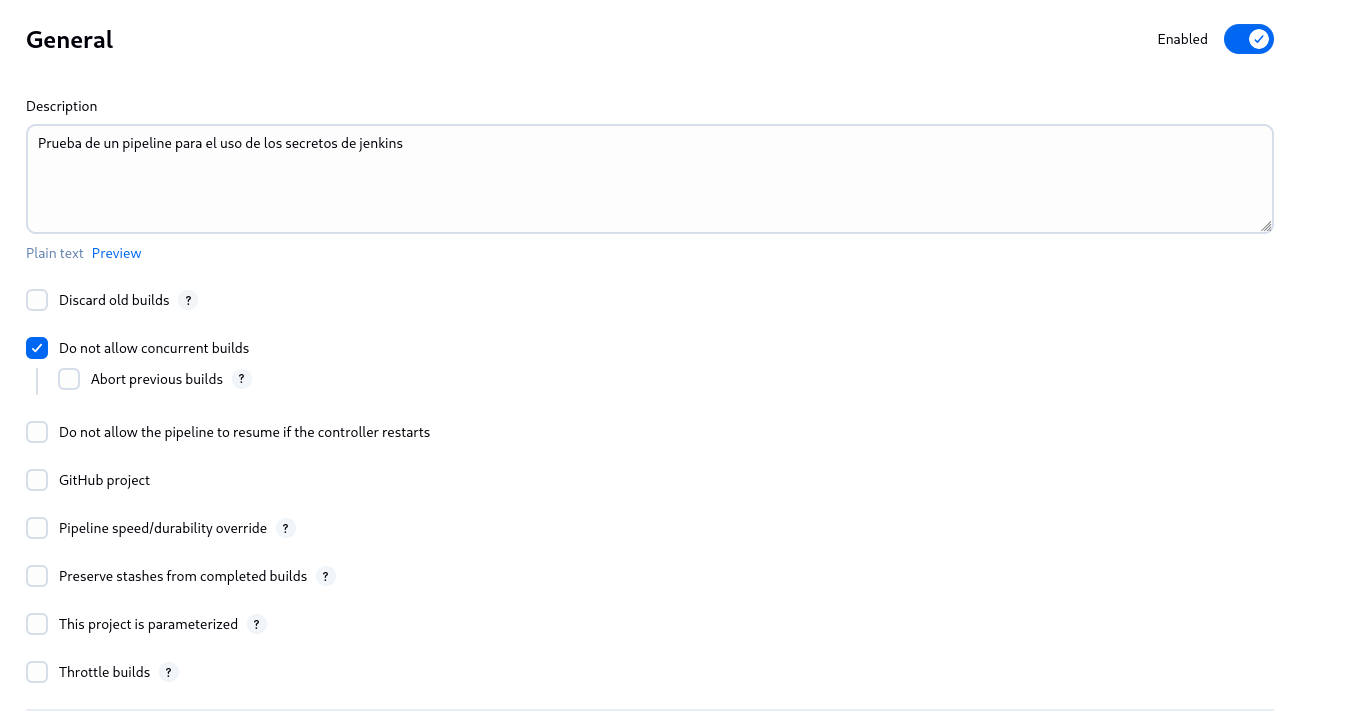 General
Enabled
Description
Prueba de un pipeline para el uso de los secretos de jenkins
Plain text Preview
Discard old builds ?
Do not allow concurrent builds
Abort previous builds ?
Do not allow the pipeline to resume if the controller restarts
GitHub project
Pipeline speed/durability override ?
Preserve stashes from completed builds ?
This project is parameterized ?
Throttle builds ?